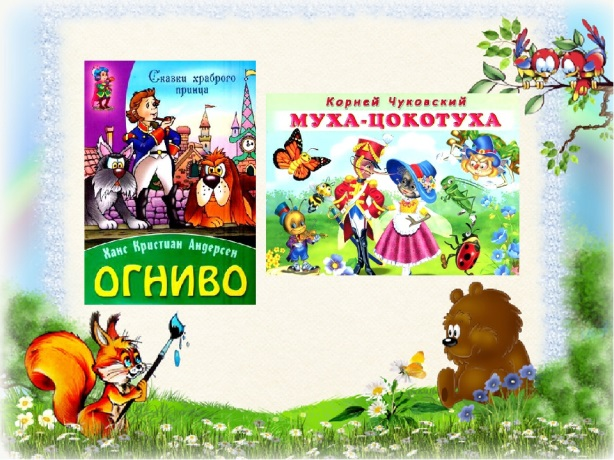 Сказки храброго
принца
Ханс Кристиан Андерсен
ОГНИВО
Корней Чуковский
МУХА-ЦОКОТУХА